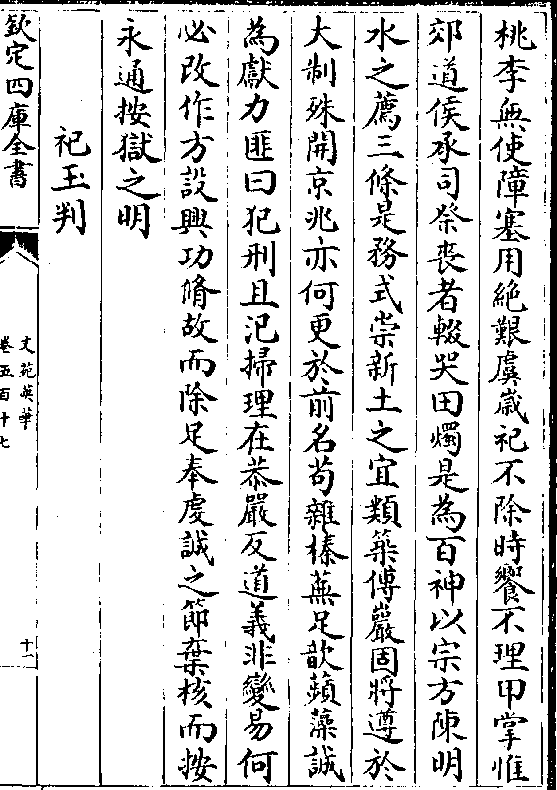 桃李無使障塞用絶艱虞嵗祀不除時饗不理甲掌惟
郊道侯承司祭喪者輟哭田燭是為百神以宗方陳明
水之薦三條是務式崇新土之宜類築傅巖固將遵於
大制殊開京兆亦何更於前名茍雜榛蕪足歆蘋藻誠
為獻力匪曰犯刑且汜掃理在恭嚴反道義非變易何
必改作方設興功脩故而除足奉虔誠之節棄核而按
永通按獄之明
祀玉判
欽定四庫全書
文苑英華
卷五百十七
十一